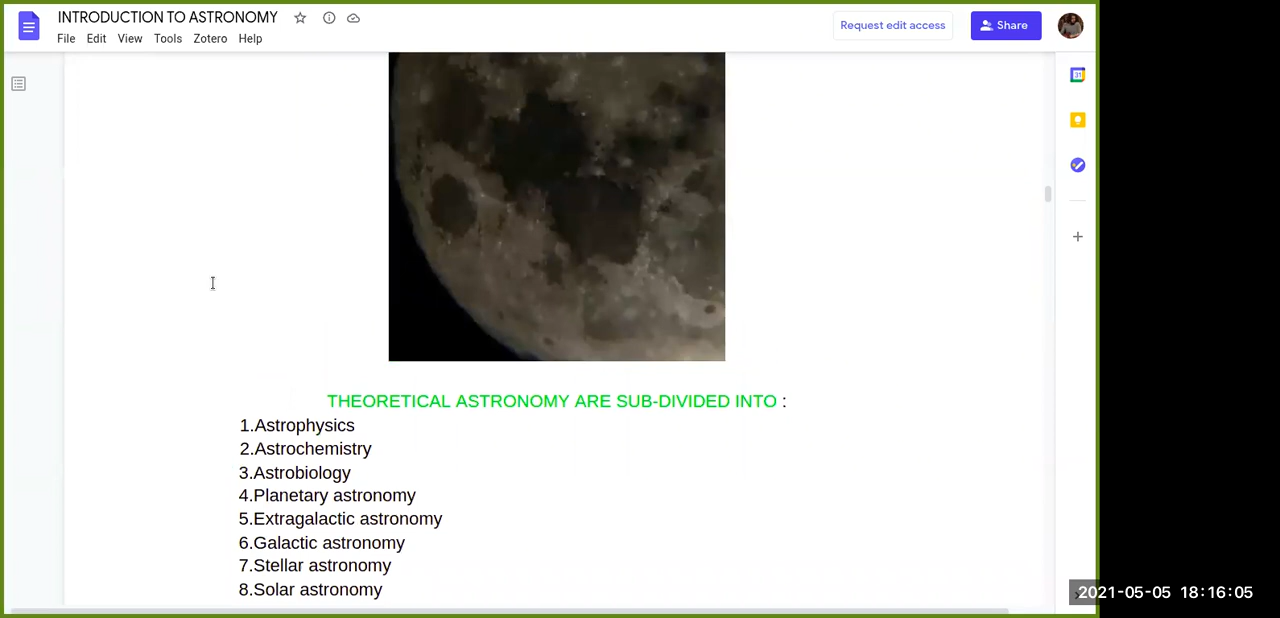 INTRODUCTION TO ASTRONOMY
Request edit access
Share
File Edit View Tools Zotero Help
31
THEORETICAL ASTRONOMY ARE SUB-DIVIDED INTO :
1.Astrophysics
2.Astrochemistry
3.Astrobiology
4.Planetary astronomy
5.Extragalactic astronomy
6.Galactic astronomy
7.Stellar astronomy
8.Solar astronomy
2021-05-05 18:16:05